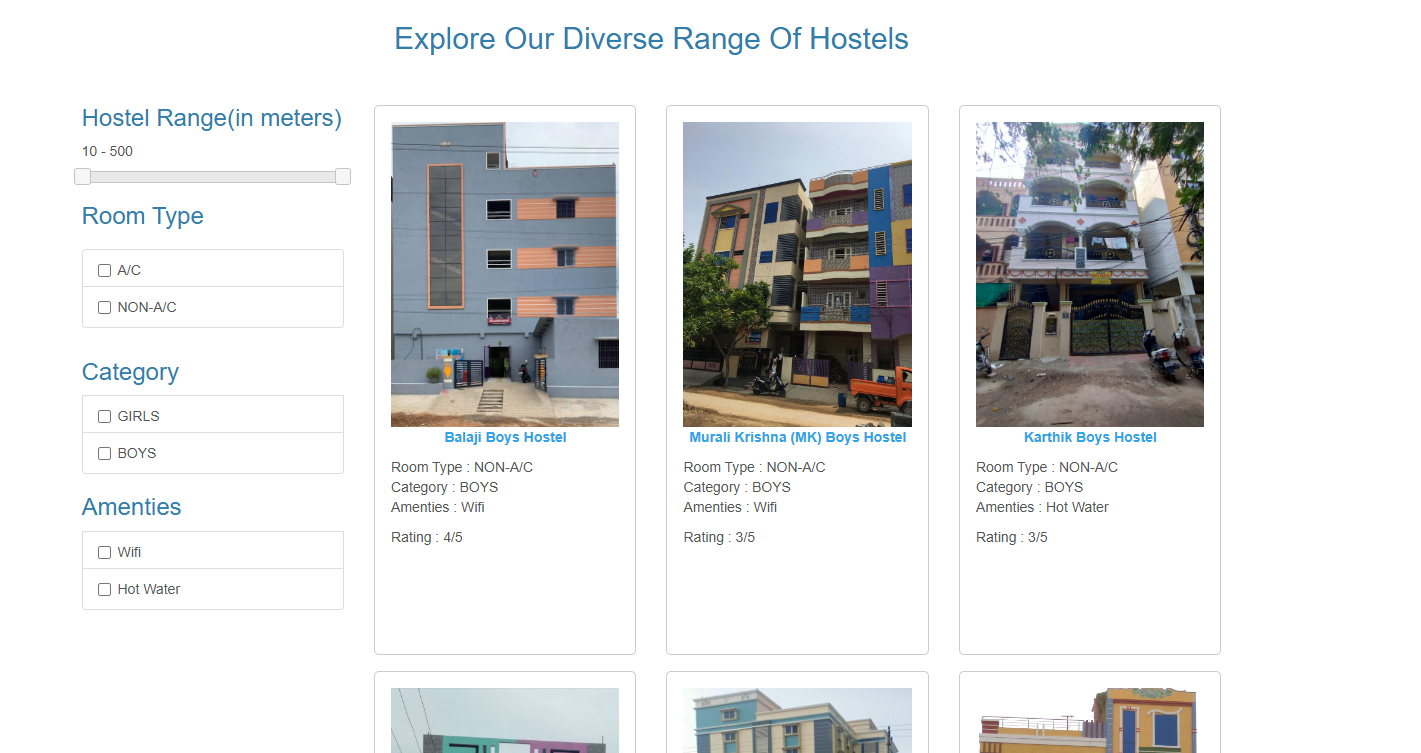 Explore Our Diverse Range Of Hostels
Hostel Range(in meters)
10 - 500
Room Type
A/C
NON-A/C
Category
GIRLS
BOYS
Amenties
Wifi
Hot Water
Balaji Boys Hostel
Room Type : NON-A/C
Category : BOYS
Amenties : Wifi
Rating : 4/5
Murali Krishna (MK) Boys Hostel
Room Type : NON-A/C
Category : BOYS
Amenties : Wifi
Rating : 3/5
Karthik Boys Hostel
Room Type : NON-A/C
Category : BOYS
Amenties : Hot Water
Rating : 3/5